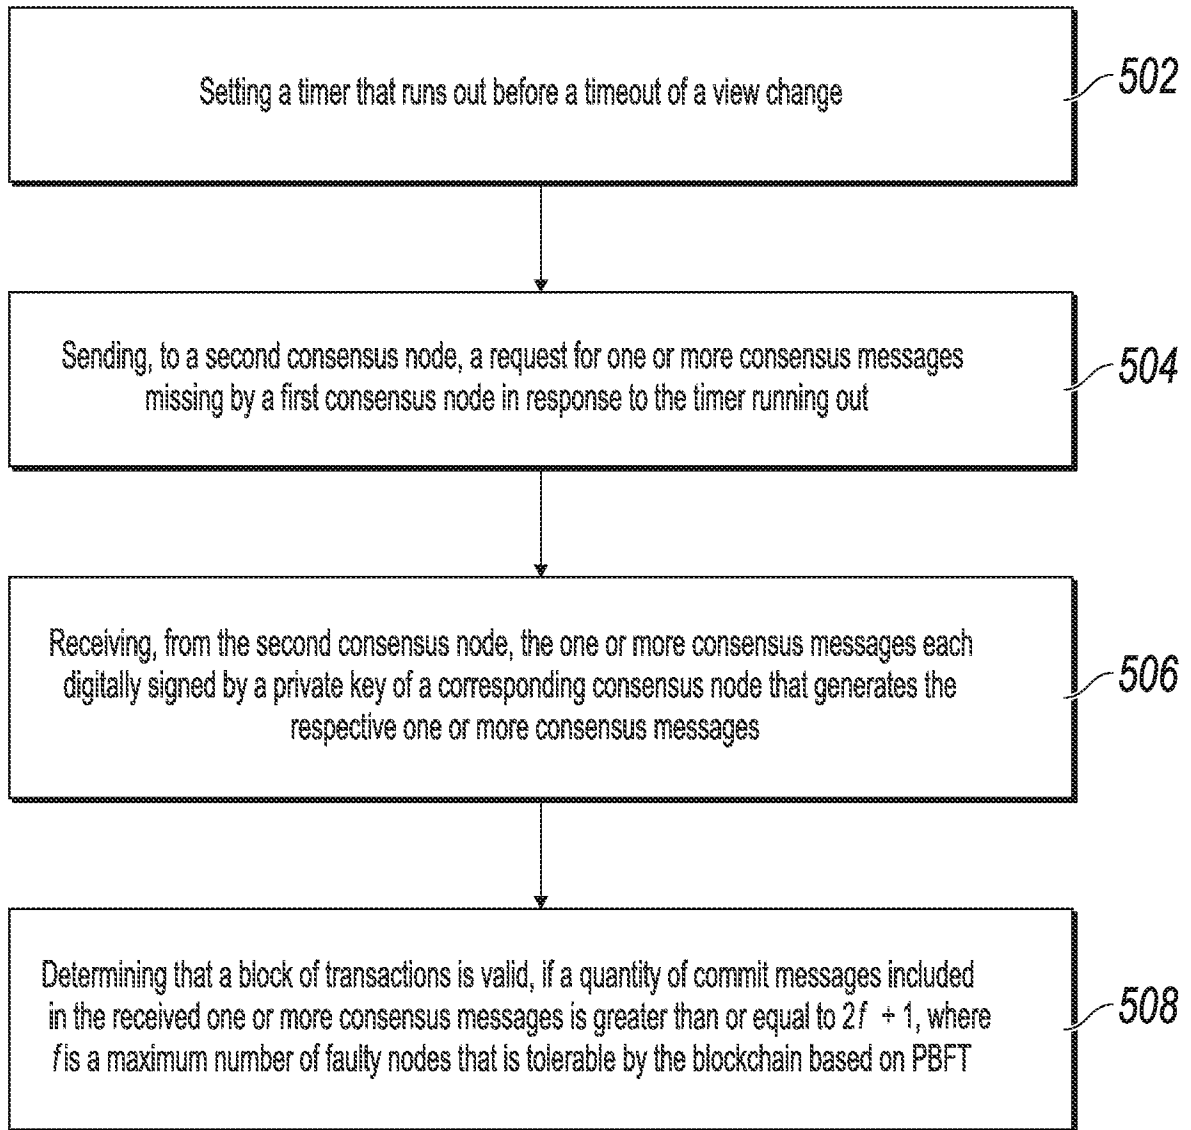 Setting a timer that runs out before a timeout of a view change
502
Sending, to a second consensus node, a request for one or more consensus messages
missing by a first consensus node in response to the timer running out
504
Receiving, from the second consensus node, the one or more consensus messages each
digitally signed by a private key of a corresponding consensus node that generates the
respective one or more consensus messages
506
Determining that a block of transactions is valid, if a quantity of commit messages included
in the received one or more consensus messages is greater than or equal to 2f + 1, where
f is a maximum number of faulty nodes that is tolerable by the blockchain based on PBFT
508